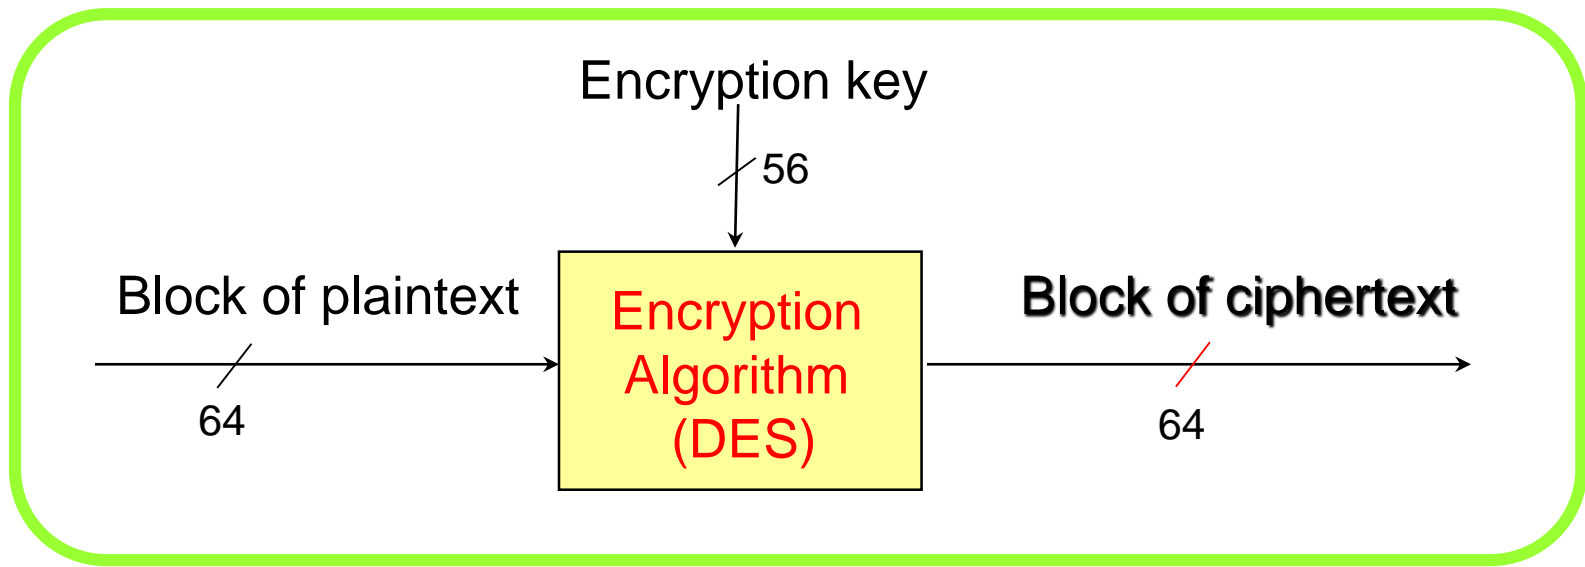 Encryption key
56
Block of plaintext
64
Encryption
Algorithm
(DES)
Block of ciphertext
64